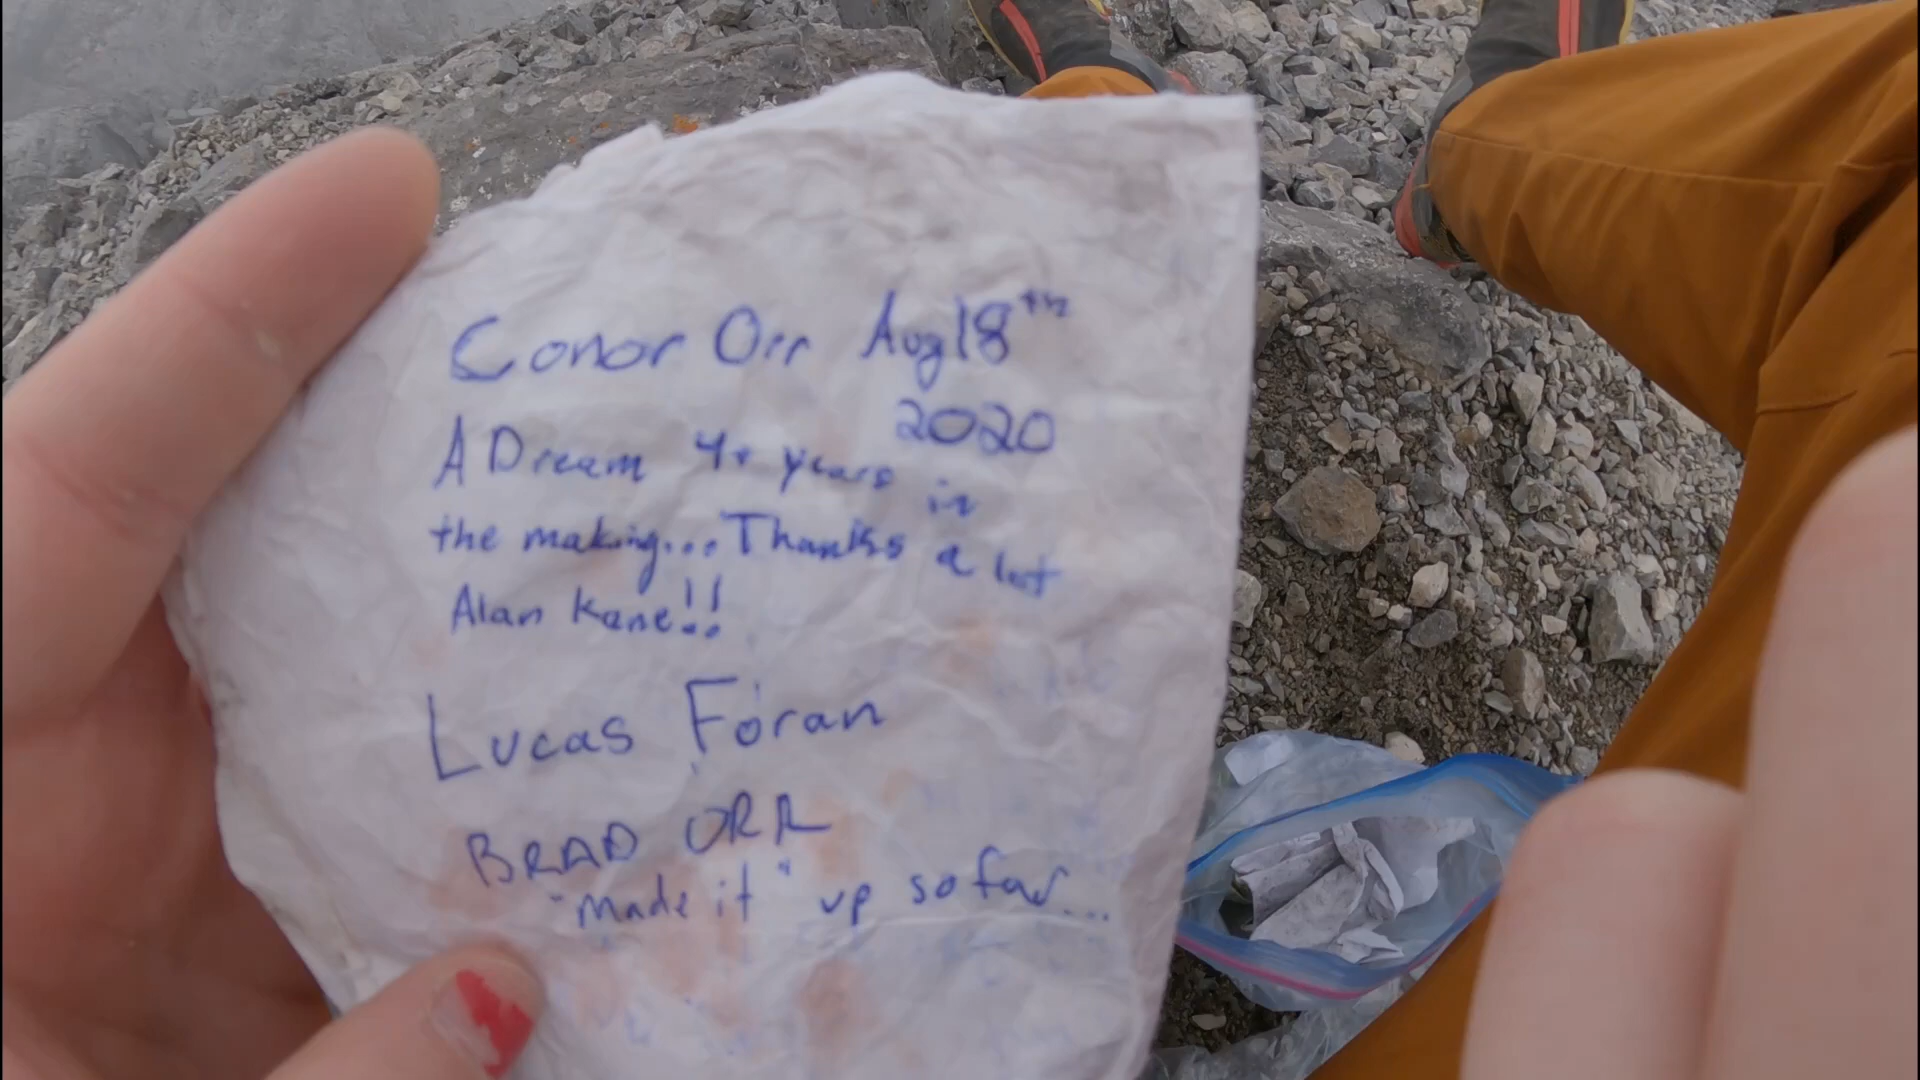 Conor Orr Aug 18th
2020
A Dream 4+ years in
the making... Thanks a lot
Alan Kane!!
Lucas Foran
BRAD ORR
"made it" up so far...